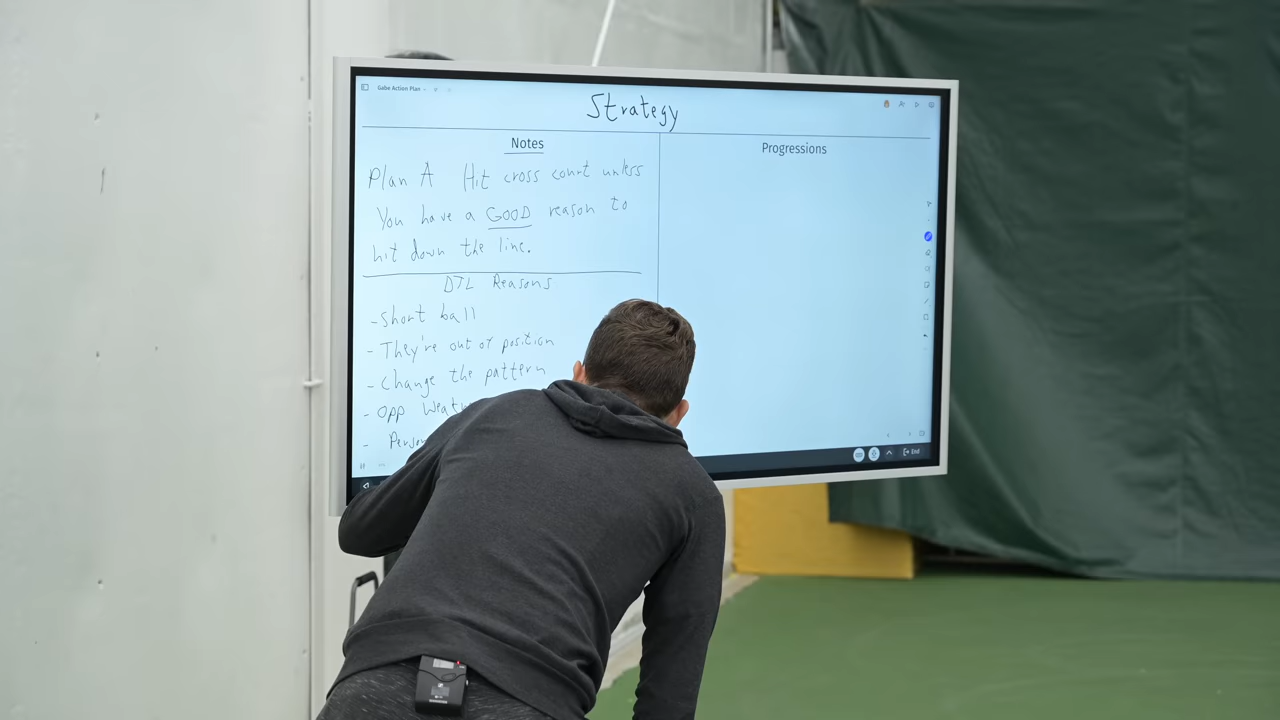 Gabe Action Plan
Strategy
Notes
Progressions
Plan A Hit cross court unless
You have a GOOD reason to
hit down the line.
DTL Reasons
- Short ball
- They're out of position
- Change the pattern
- Opp
-
End